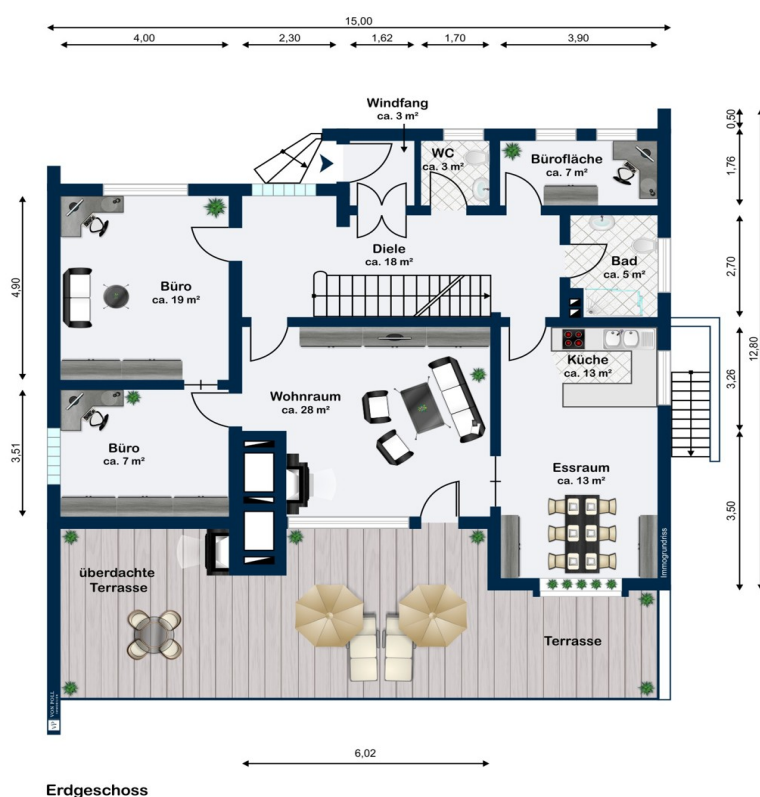 15,00
4,00
2,30
1,62
1,70
3,90
Windfang
ca. 3 m²
0,50
WC
ca. 3 m²
Bürofläche
ca. 7 m²
1,76
Büro
ca. 19 m²
4,90
Diele
ca. 18 m²
Bad
ca. 5 m²
2,70
12,80
Küche
ca. 13 m²
3,26
Wohnraum
ca. 28 m²
Büro
ca. 7 m²
3,51
Essraum
ca. 13 m²
3,50
Immogrundriss
überdachte
Terrasse
Terrasse
VP VON POLL
6,02
Erdgeschoss